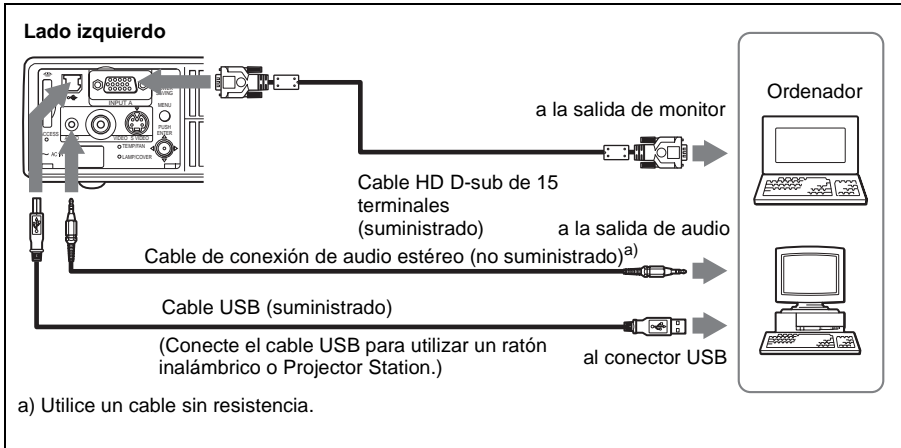 Lado izquierdo
INPUT A
SAVING
MENU
PUSH
ENTER
ACCESS
VIDEO
S VIDEO
TEMP/FAN
LAMP/COVER
Ordenador
a la salida de monitor
Cable HD D-sub de 15
terminales
(suministrado)
a la salida de audio
Cable de conexión de audio estéreo (no suministrado)a)
Cable USB (suministrado)
(Conecte el cable USB para utilizar un ratón
inalámbrico o Projector Station.)
al conector USB
a) Utilice un cable sin resistencia.